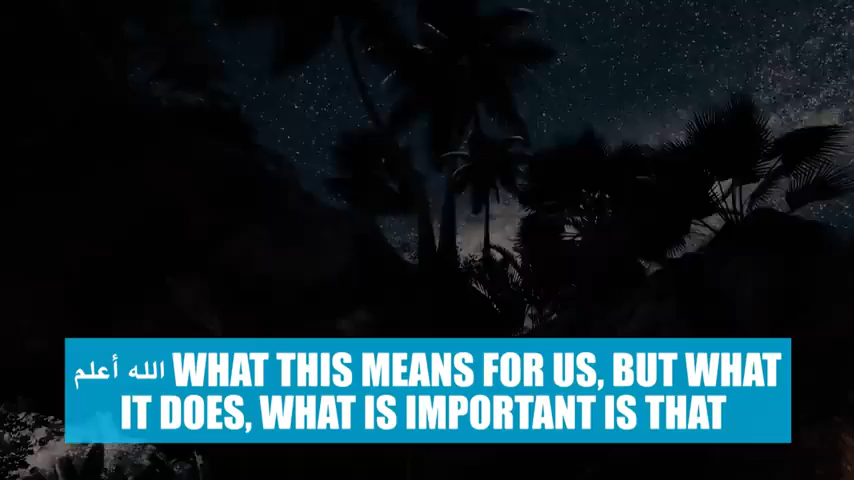 الله أعلم WHAT THIS MEANS FOR US, BUT WHAT
IT DOES, WHAT IS IMPORTANT IS THAT